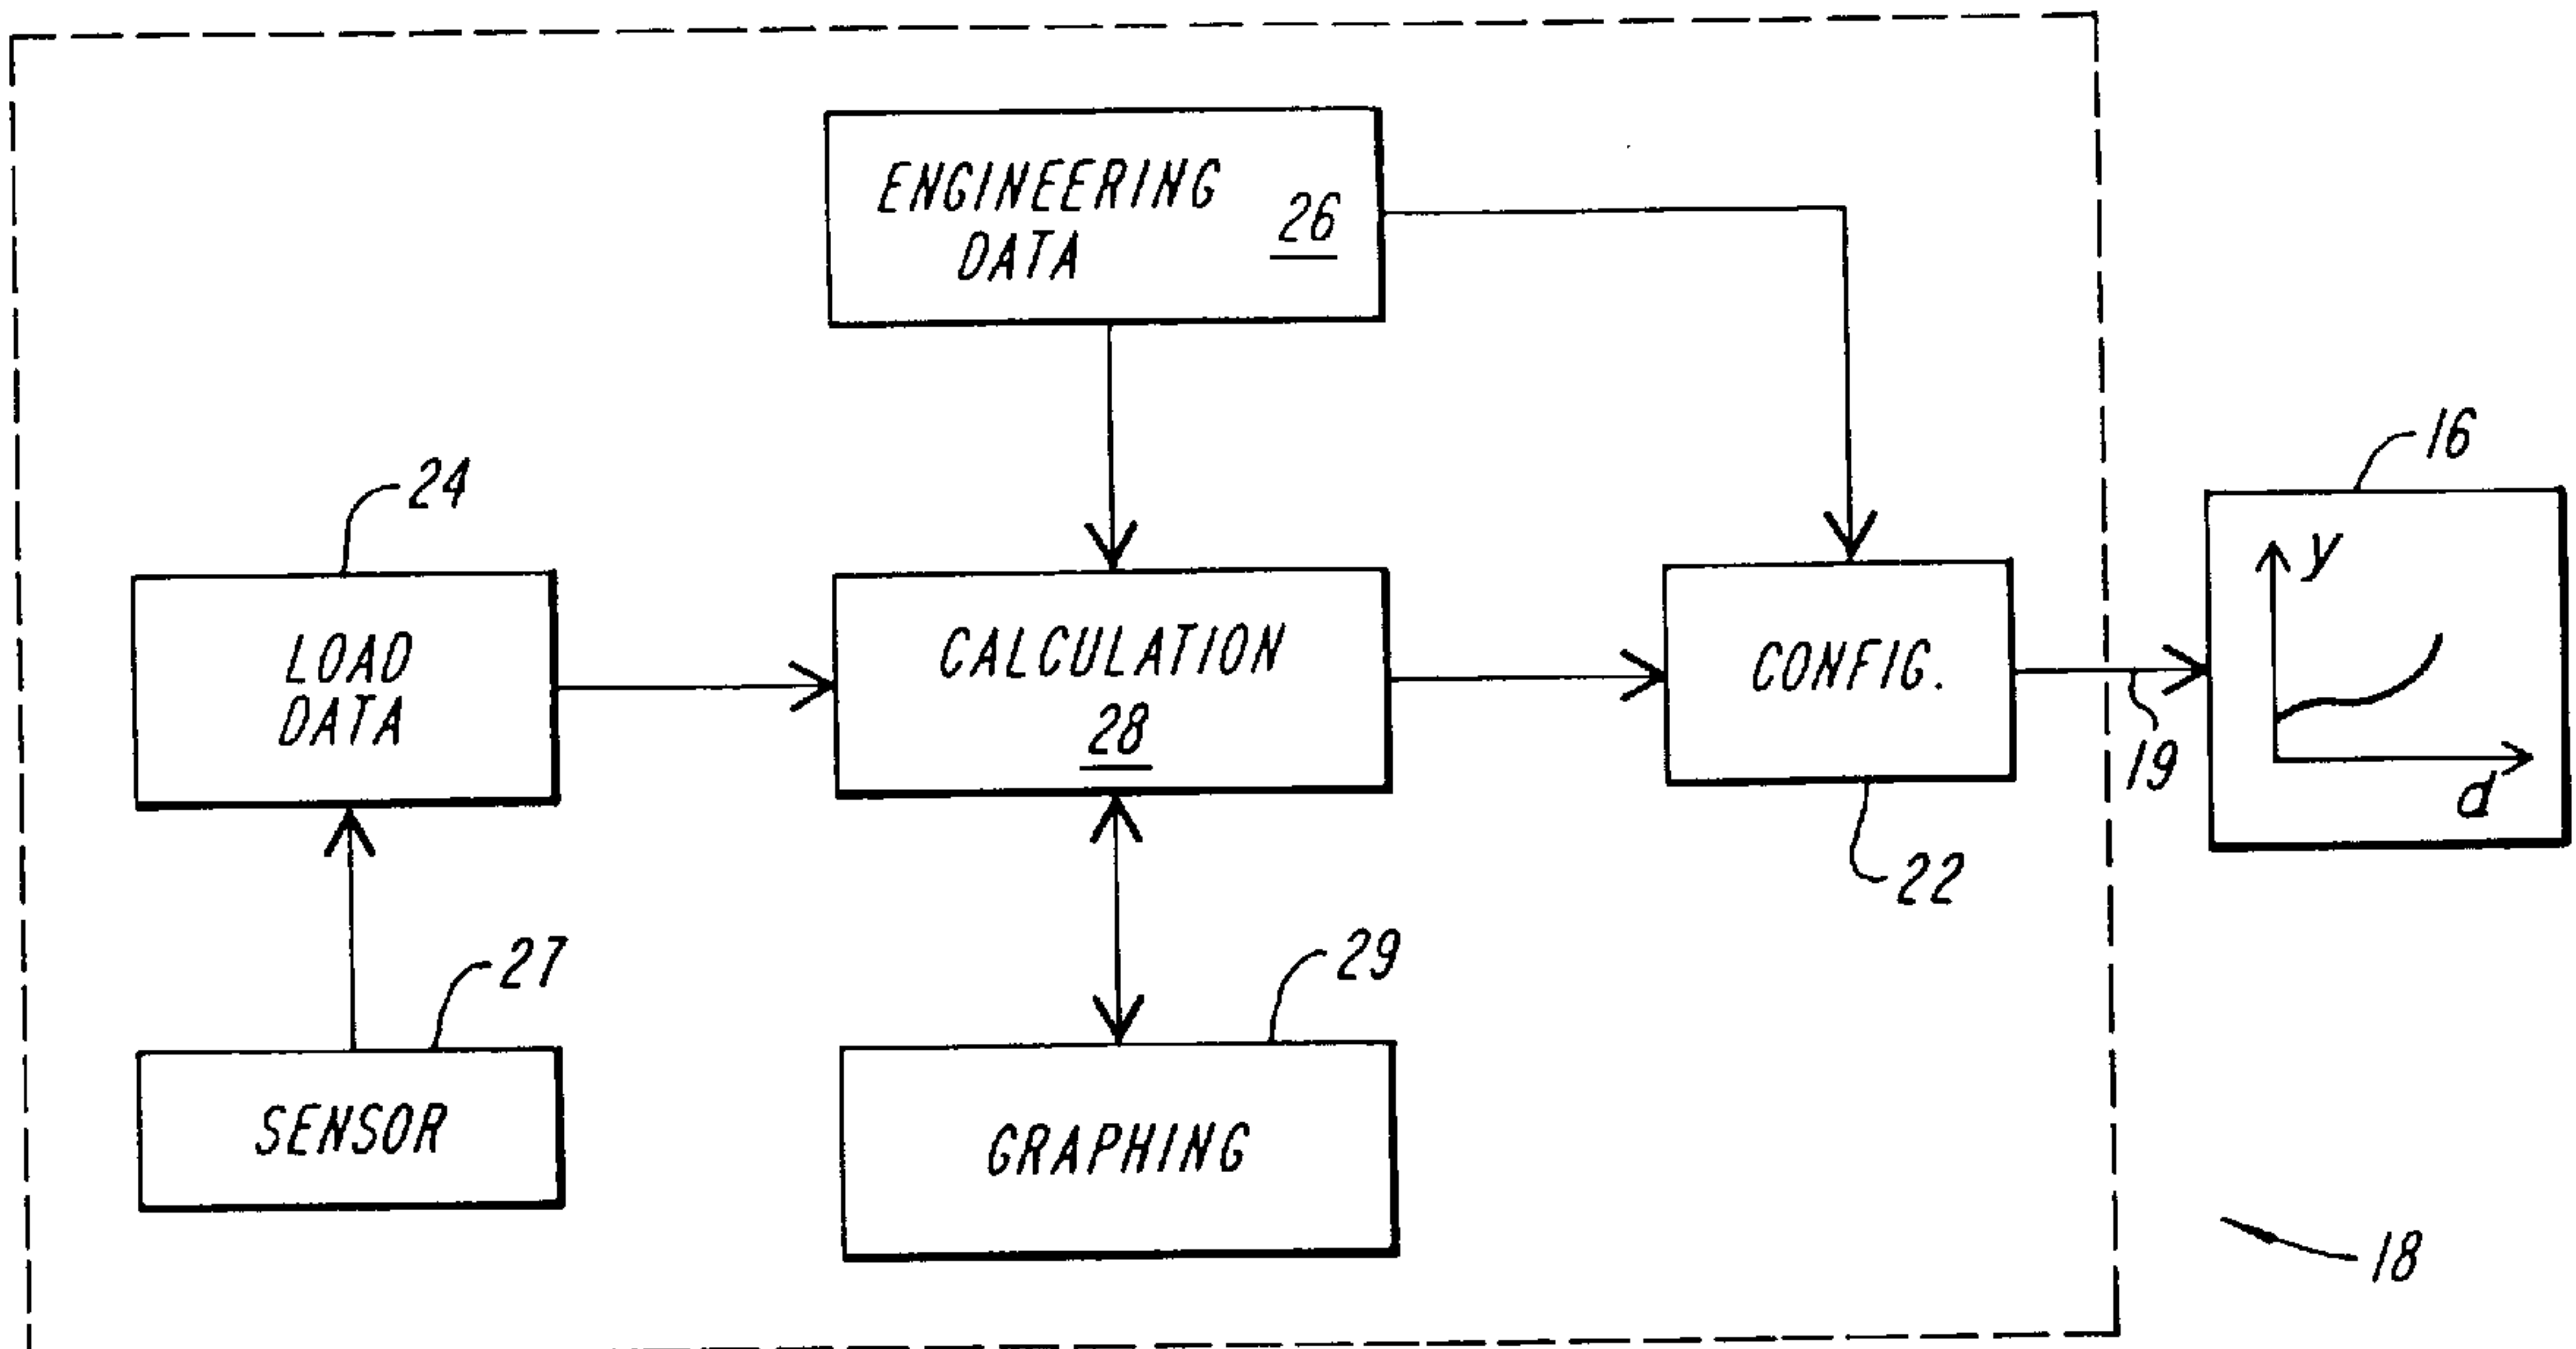 ENGINEERING
DATA
26
16
y
d
24
LOAD
DATA
CALCULATION
28
CONFIG.
19
22
27
SENSOR
29
GRAPHING
18